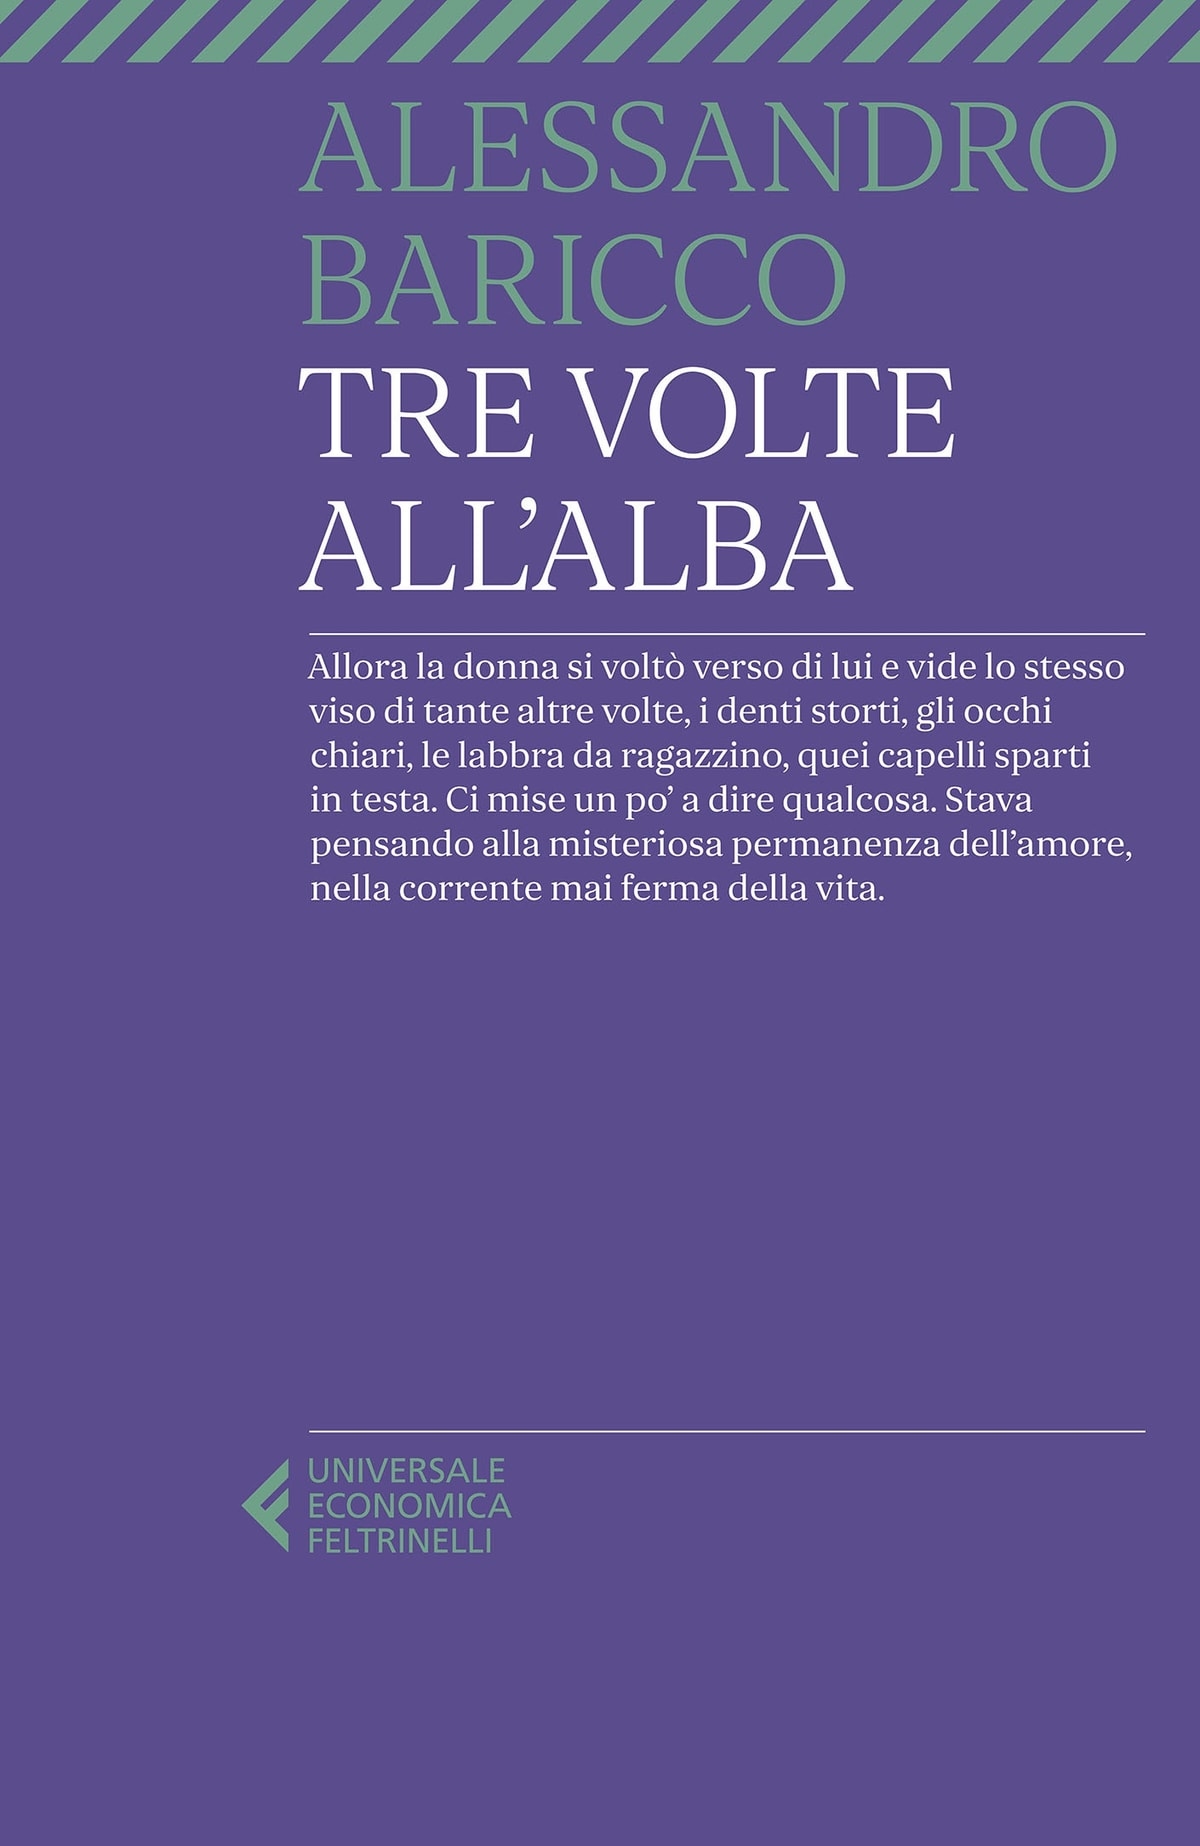 ALESSANDRO
BARICCO
TRE VOLTE
ALL’ALBA
Allora la donna si voltò verso di lui e vide lo stesso
viso di tante altre volte, i denti storti, gli occhi
chiari, le labbra da ragazzino, quei capelli sparti
in testa. Ci mise un po’ a dire qualcosa. Stava
pensando alla misteriosa permanenza dell’amore,
nella corrente mai ferma della vita.
UNIVERSALE
ECONOMICA
FELTRINELLI